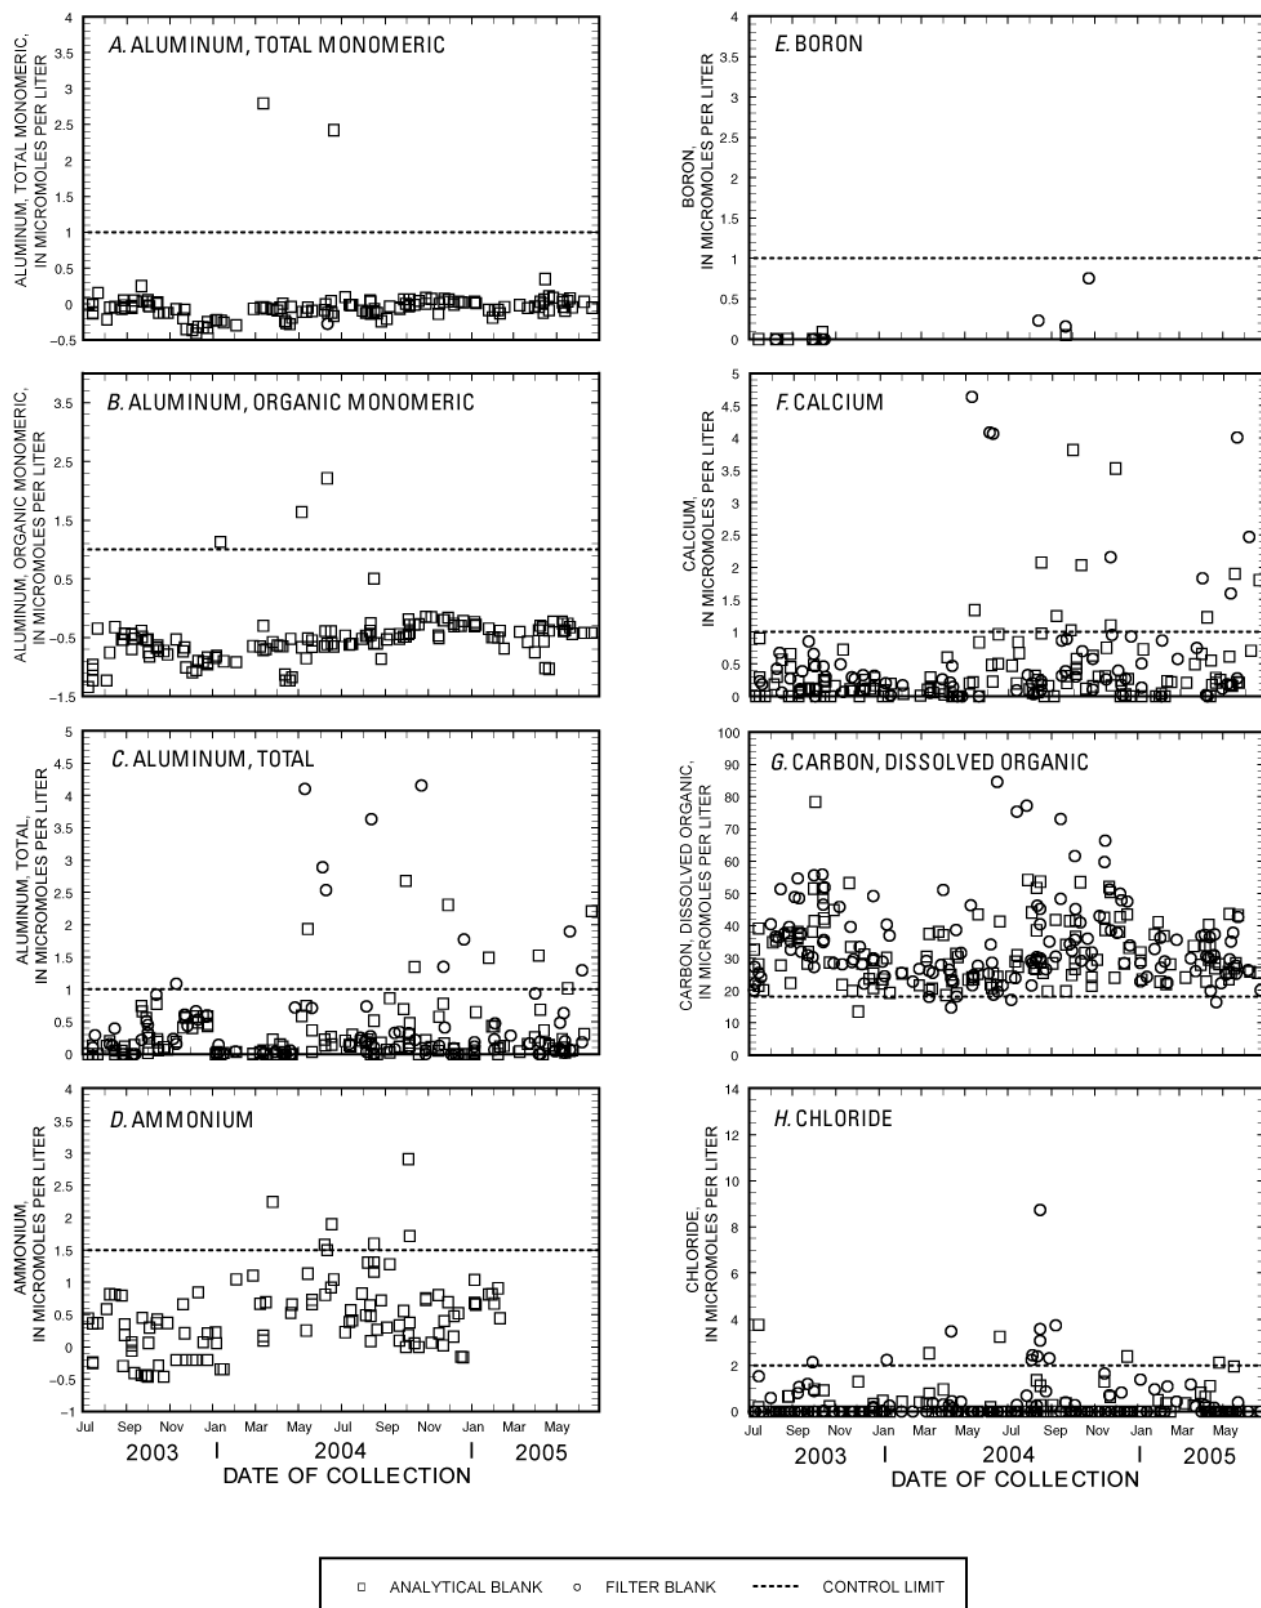 A. ALUMINUM, TOTAL MONOMERIC
ALUMINUM, TOTAL MONOMERIC,
IN MICROMOLES PER LITER
4
3.5
3
2.5
2
1.5
1
0.5
0
−0.5
B. ALUMINUM, ORGANIC MONOMERIC
ALUMINUM, ORGANIC MONOMERIC,
IN MICROMOLES PER LITER
3.5
2.5
1.5
0.5
−0.5
−1.5
C. ALUMINUM, TOTAL
ALUMINUM, TOTAL,
IN MICROMOLES PER LITER
5
4.5
4
3.5
3
2.5
2
1.5
1
0.5
0
D. AMMONIUM
AMMONIUM,
IN MICROMOLES PER LITER
4
3.5
3
2.5
2
1.5
1
0.5
0
−0.5
−1
Jul Sep Nov Jan Mar May Jul Sep Nov Jan Mar May
2003 2004 2005
DATE OF COLLECTION
E. BORON
BORON,
IN MICROMOLES PER LITER
4
3.5
3
2.5
2
1.5
1
0.5
0
F. CALCIUM
CALCIUM,
IN MICROMOLES PER LITER
5
4.5
4
3.5
3
2.5
2
1.5
1
0.5
0
G. CARBON, DISSOLVED ORGANIC
CARBON, DISSOLVED ORGANIC,
IN MICROMOLES PER LITER
100
90
80
70
60
50
40
30
20
10
0
H. CHLORIDE
CHLORIDE,
IN MICROMOLES PER LITER
14
12
10
8
6
4
2
0
Jul Sep Nov Jan Mar May Jul Sep Nov Jan Mar May
2003 2004 2005
DATE OF COLLECTION
ANALYTICAL BLANK FILTER BLANK CONTROL LIMIT